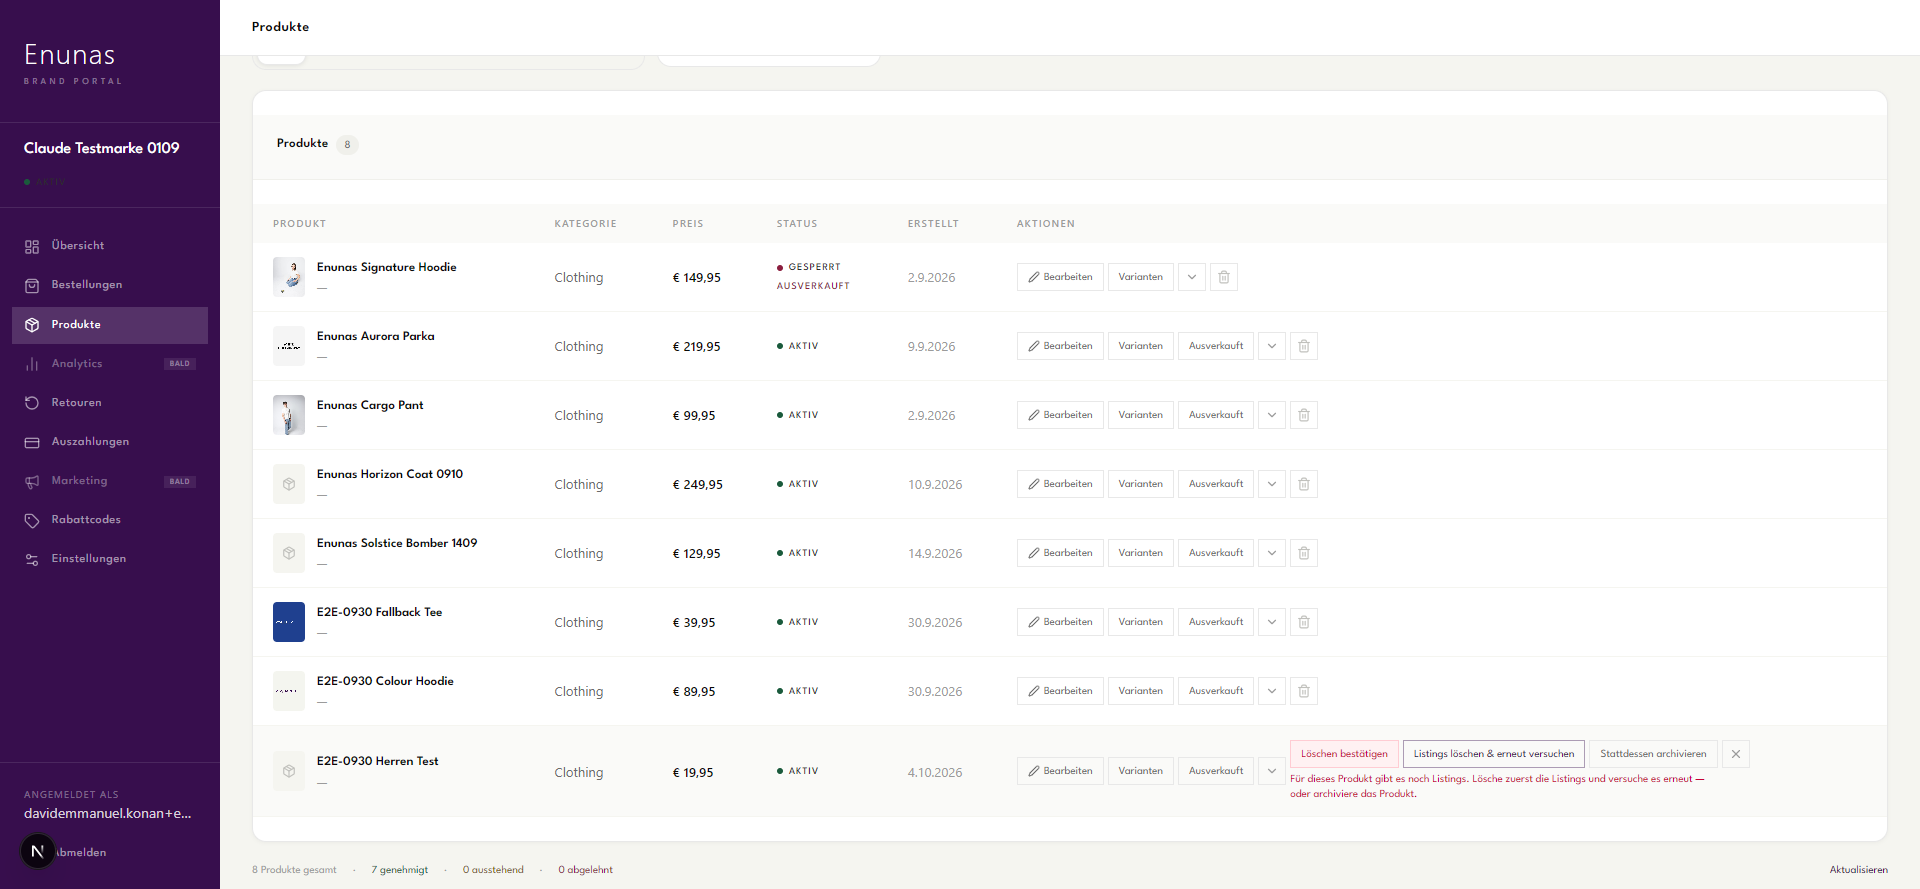 Enunas
BRAND PORTAL
Claude Testmarke 0109
AKTIV
Übersicht
Bestellungen
Produkte
Analytics BALD
Retouren
Auszahlungen
Marketing BALD
Rabattcodes
Einstellungen
ANGEMELDET ALS
davidemmanuel.konan+e...
N
Abmelden
Produkte
Produkte 8
PRODUKT KATEGORIE PREIS STATUS ERSTELLT AKTIONEN
Enunas Signature Hoodie
—
Clothing € 149,95
GESPERRT
AUSVERKAUFT
2.9.2026 Bearbeiten Varianten
Enunas Aurora Parka
—
Clothing € 219,95 AKTIV 9.9.2026 Bearbeiten Varianten Ausverkauft
Enunas Cargo Pant
—
Clothing € 99,95 AKTIV 2.9.2026 Bearbeiten Varianten Ausverkauft
Enunas Horizon Coat 0910
—
Clothing € 249,95 AKTIV 10.9.2026 Bearbeiten Varianten Ausverkauft
Enunas Solstice Bomber 1409
—
Clothing € 129,95 AKTIV 14.9.2026 Bearbeiten Varianten Ausverkauft
E2E-0930 Fallback Tee
—
Clothing € 39,95 AKTIV 30.9.2026 Bearbeiten Varianten Ausverkauft
E2E-0930 Colour Hoodie
—
Clothing € 89,95 AKTIV 30.9.2026 Bearbeiten Varianten Ausverkauft
E2E-0930 Herren Test
—
Clothing € 19,95 AKTIV 4.10.2026 Bearbeiten Varianten Ausverkauft
Löschen bestätigen Listings löschen & erneut versuchen Stattdessen archivieren
Für dieses Produkt gibt es noch Listings. Lösche zuerst die Listings und versuche es erneut —
oder archiviere das Produkt.
8 Produkte gesamt · 7 genehmigt · 0 ausstehend · 0 abgelehnt
Aktualisieren